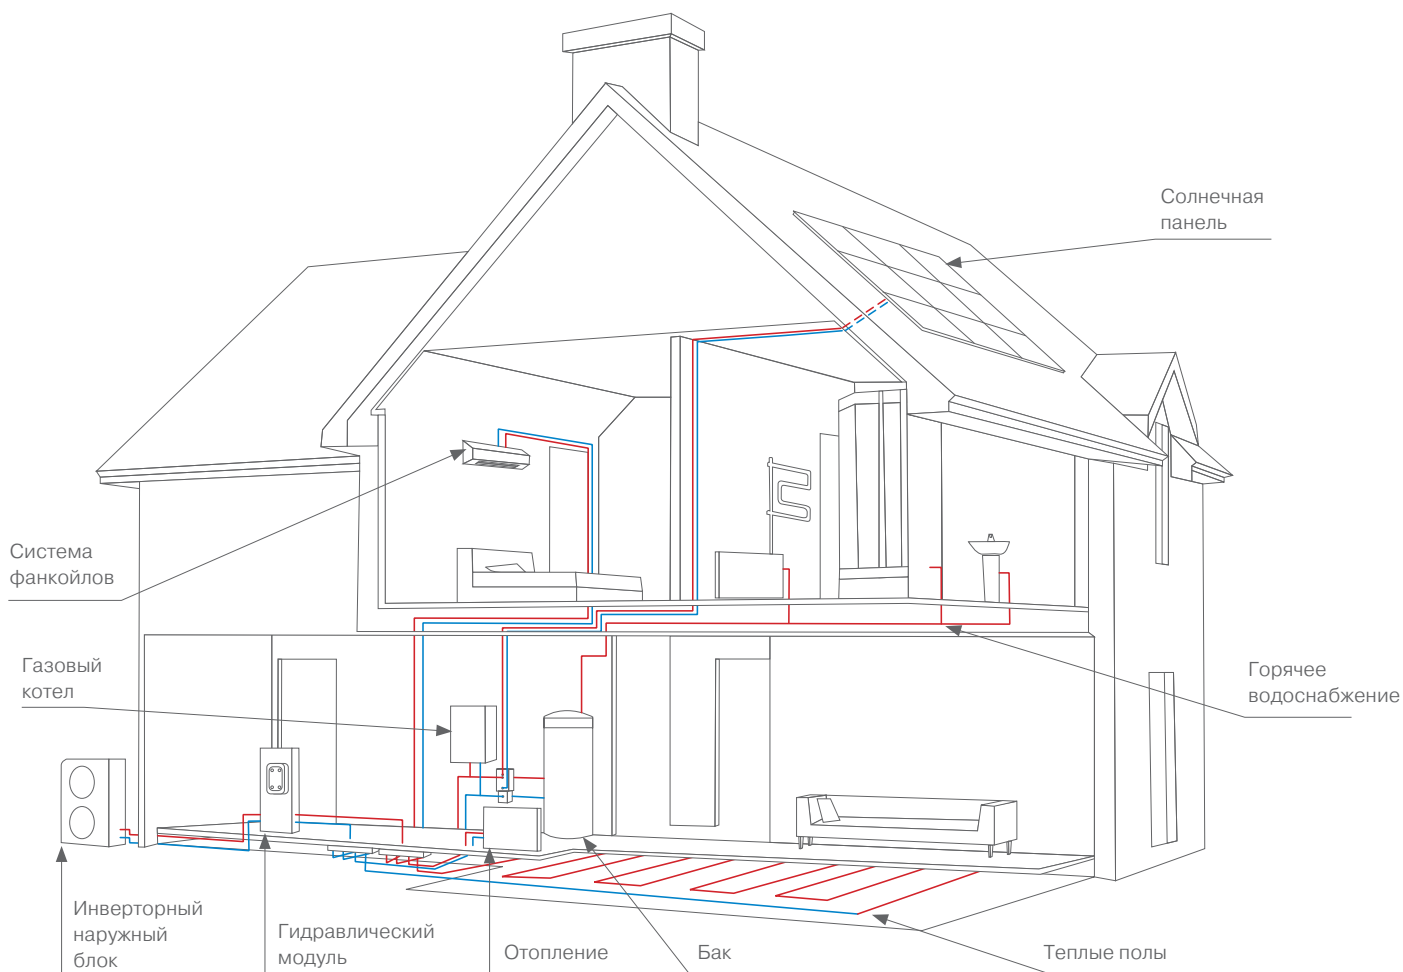 Солнечная
панель
Система
фанкойлов
Газовый
котел
Горячее
водоснабжение
Инверторный
наружный
блок
Гидравлический
модуль
Отопление
Бак
Теплые полы